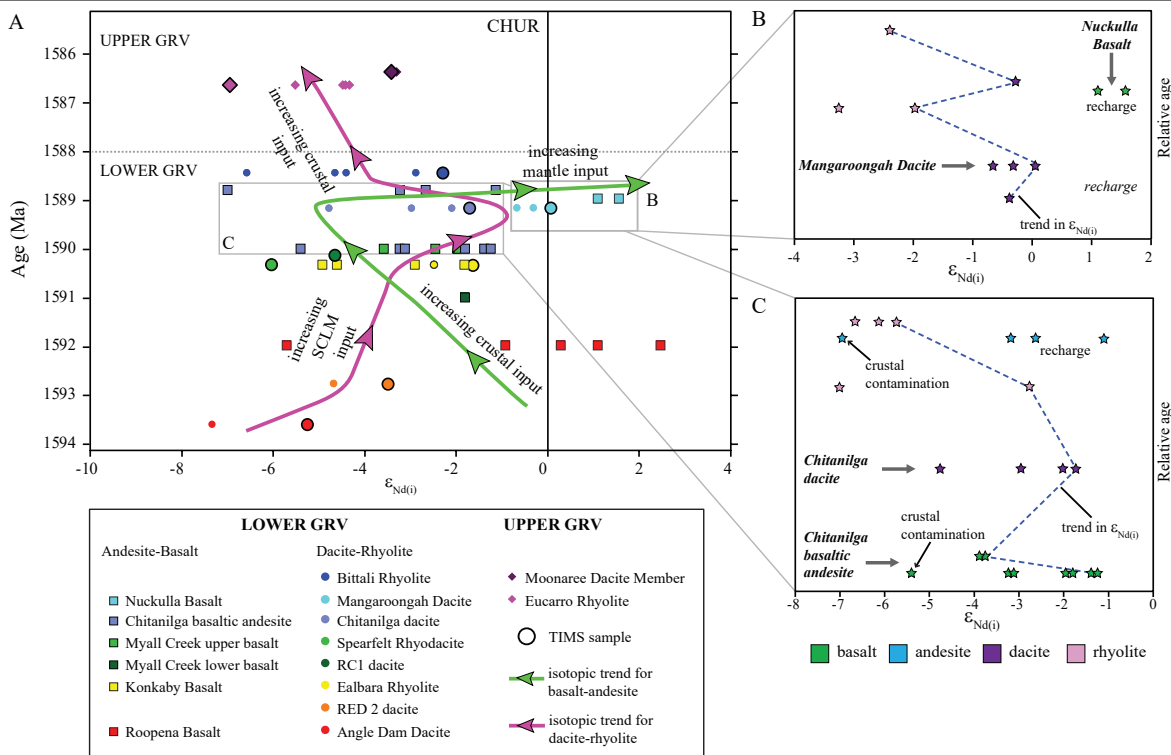 A
UPPER GRV
CHUR
LOWER GRV
increasing crustal
input
increasing
mantle input
B
C
increasing
SCLM
input
increasing crustal input
Age (Ma)
1586
1587
1588
1589
1590
1591
1592
1593
1594
-10 -8 -6 -4 -2 0 2 4
εNd(i)
B
Nuckulla
Basalt
recharge
Mangaroongah Dacite
recharge
trend in εNd(i)
Relative age
-4 -3 -2 -1 0 1 2
εNd(i)
C
crustal
contamination
recharge
Chitanilga
dacite
trend in εNd(i)
crustal
contamination
Chitanilga
basaltic
andesite
Relative age
-8 -7 -6 -5 -4 -3 -2 -1 0
εNd(i)
basalt andesite dacite rhyolite
LOWER GRV UPPER GRV
Andesite-Basalt
Nuckulla Basalt
Chitanilga basaltic andesite
Myall Creek upper basalt
Myall Creek lower basalt
Konkaby Basalt
Roopena Basalt
Dacite-Rhyolite
Bittali Rhyolite
Mangaroongah Dacite
Chitanilga dacite
Spearfelt Rhyodacite
RC1 dacite
Ealbara Rhyolite
RED 2 dacite
Angle Dam Dacite
Moonaree Dacite Member
Eucarro Rhyolite
TIMS sample
isotopic trend for
basalt-andesite
isotopic trend for
dacite-rhyolite